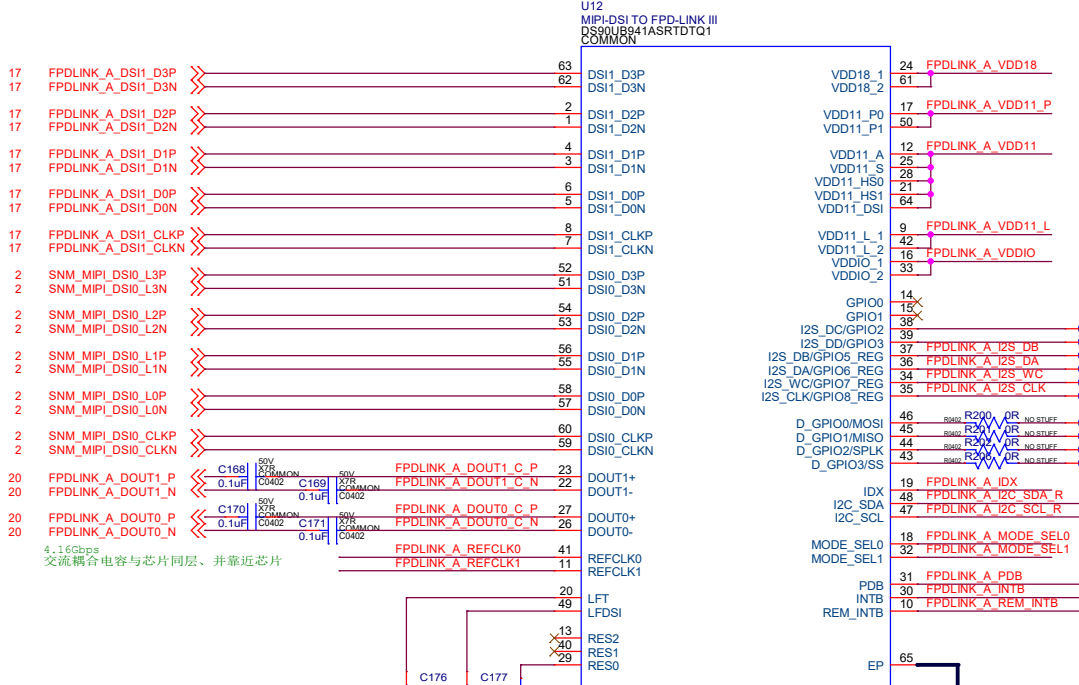 U12
MIPI-DSI TO FPD-LINK III
DS90UB941ASRTDTQ1
COMMON
17 FPDLINK_A_DSI1_D3P 63 DSI1_D3P VDD18_1 24 FPDLINK_A_VDD18
17 FPDLINK_A_DSI1_D3N 62 DSI1_D3N VDD18_2 61
17 FPDLINK_A_DSI1_D2P 2 DSI1_D2P VDD11_P0 17 FPDLINK_A_VDD11_P
17 FPDLINK_A_DSI1_D2N 1 DSI1_D2N VDD11_P1 50
17 FPDLINK_A_DSI1_D1P 4 DSI1_D1P VDD11_A 12 FPDLINK_A_VDD11
17 FPDLINK_A_DSI1_D1N 3 DSI1_D1N VDD11_S 25
VDD11_HS0 28
17 FPDLINK_A_DSI1_D0P 6 DSI1_D0P VDD11_HS1 21
17 FPDLINK_A_DSI1_D0N 5 DSI1_D0N VDD11_DSI 64
17 FPDLINK_A_DSI1_CLKP 8 DSI1_CLKP VDD11_L_1 9 FPDLINK_A_VDD11_L
17 FPDLINK_A_DSI1_CLKN 7 DSI1_CLKN VDD11_L_2 42
VDDIO_1 16 FPDLINK_A_VDDIO
2 SNM_MIPI_DSI0_L3P 52 DSI0_D3P VDDIO_2 33
2 SNM_MIPI_DSI0_L3N 51 DSI0_D3N
GPIO0 14
2 SNM_MIPI_DSI0_L2P 54 DSI0_D2P GPIO1 15
2 SNM_MIPI_DSI0_L2N 53 DSI0_D2N I2S_DC/GPIO2 38
I2S_DD/GPIO3 39
2 SNM_MIPI_DSI0_L1P 56 DSI0_D1P I2S_DB/GPIO5_REG 37 FPDLINK_A_I2S_DB
2 SNM_MIPI_DSI0_L1N 55 DSI0_D1N I2S_DA/GPIO6_REG 36 FPDLINK_A_I2S_DA
I2S_WC/GPIO7_REG 34 FPDLINK_A_I2S_WC
2 SNM_MIPI_DSI0_L0P 58 DSI0_D0P I2S_CLK/GPIO8_REG 35 FPDLINK_A_I2S_CLK
2 SNM_MIPI_DSI0_L0N 57 DSI0_D0N
D_GPIO0/MOSI 46 R0402 R200 0R NO STUFF
2 SNM_MIPI_DSI0_CLKP 60 DSI0_CLKP D_GPIO1/MISO 45 R0402 R201 0R NO STUFF
2 SNM_MIPI_DSI0_CLKN 59 DSI0_CLKN D_GPIO2/SPLK 44 R0402 R202 0R NO STUFF
D_GPIO3/SS 43 R0402 0R NO STUFF
20 FPDLINK_A_DOUT1_P C168 0.1uF 50V X7R COMMON C0402 FPDLINK_A_DOUT1_C_P 23 DOUT1+
20 FPDLINK_A_DOUT1_N C169 0.1uF 50V X7R COMMON C0402 FPDLINK_A_DOUT1_C_N 22 DOUT1-
IDX 19 FPDLINK_A_IDX
I2C_SDA 48 FPDLINK_A_I2C_SDA_R
20 FPDLINK_A_DOUT0_P C170 0.1uF 50V X7R COMMON C0402 FPDLINK_A_DOUT0_C_P 27 DOUT0+ I2C_SCL 47 FPDLINK_A_I2C_SCL_R
20 FPDLINK_A_DOUT0_N C171 0.1uF 50V X7R COMMON C0402 FPDLINK_A_DOUT0_C_N 26 DOUT0-
MODE_SEL0 18 FPDLINK_A_MODE_SEL0
4.16Gbps
交流耦合电容与芯片同层、并靠近芯片
FPDLINK_A_REFCLK0 41 REFCLK0 MODE_SEL1 32 FPDLINK_A_MODE_SEL1
FPDLINK_A_REFCLK1 11 REFCLK1
PDB 31 FPDLINK_A_PDB
20 LFT INTB 30 FPDLINK_A_INTB
49 LFDSI REM_INTB 10 FPDLINK_A_REM_INTB
13 RES2
40 RES1
29 RES0 EP 65
C176 C177